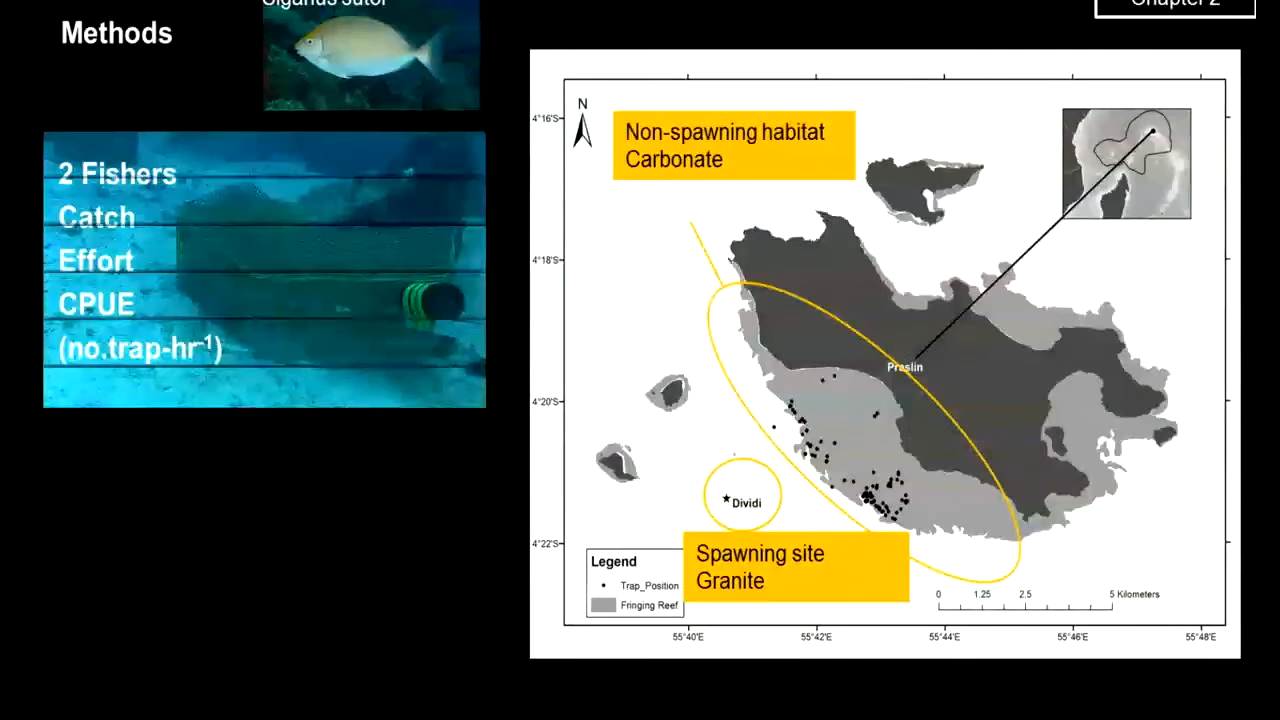 Siganus sutor
Chapter 2
Methods
2 Fishers
Catch
Effort
CPUE
(no.trap-hr⁻¹)
N
Non-spawning habitat
Carbonate
4°16'S
4°18'S
4°20'S
4°22'S
Praslin
Dividi
Spawning site
Granite
Legend
Trap_Position
Fringing Reef
0 1.25 2.5 5 Kilometers
55°40'E 55°42'E 55°44'E 55°46'E 55°48'E